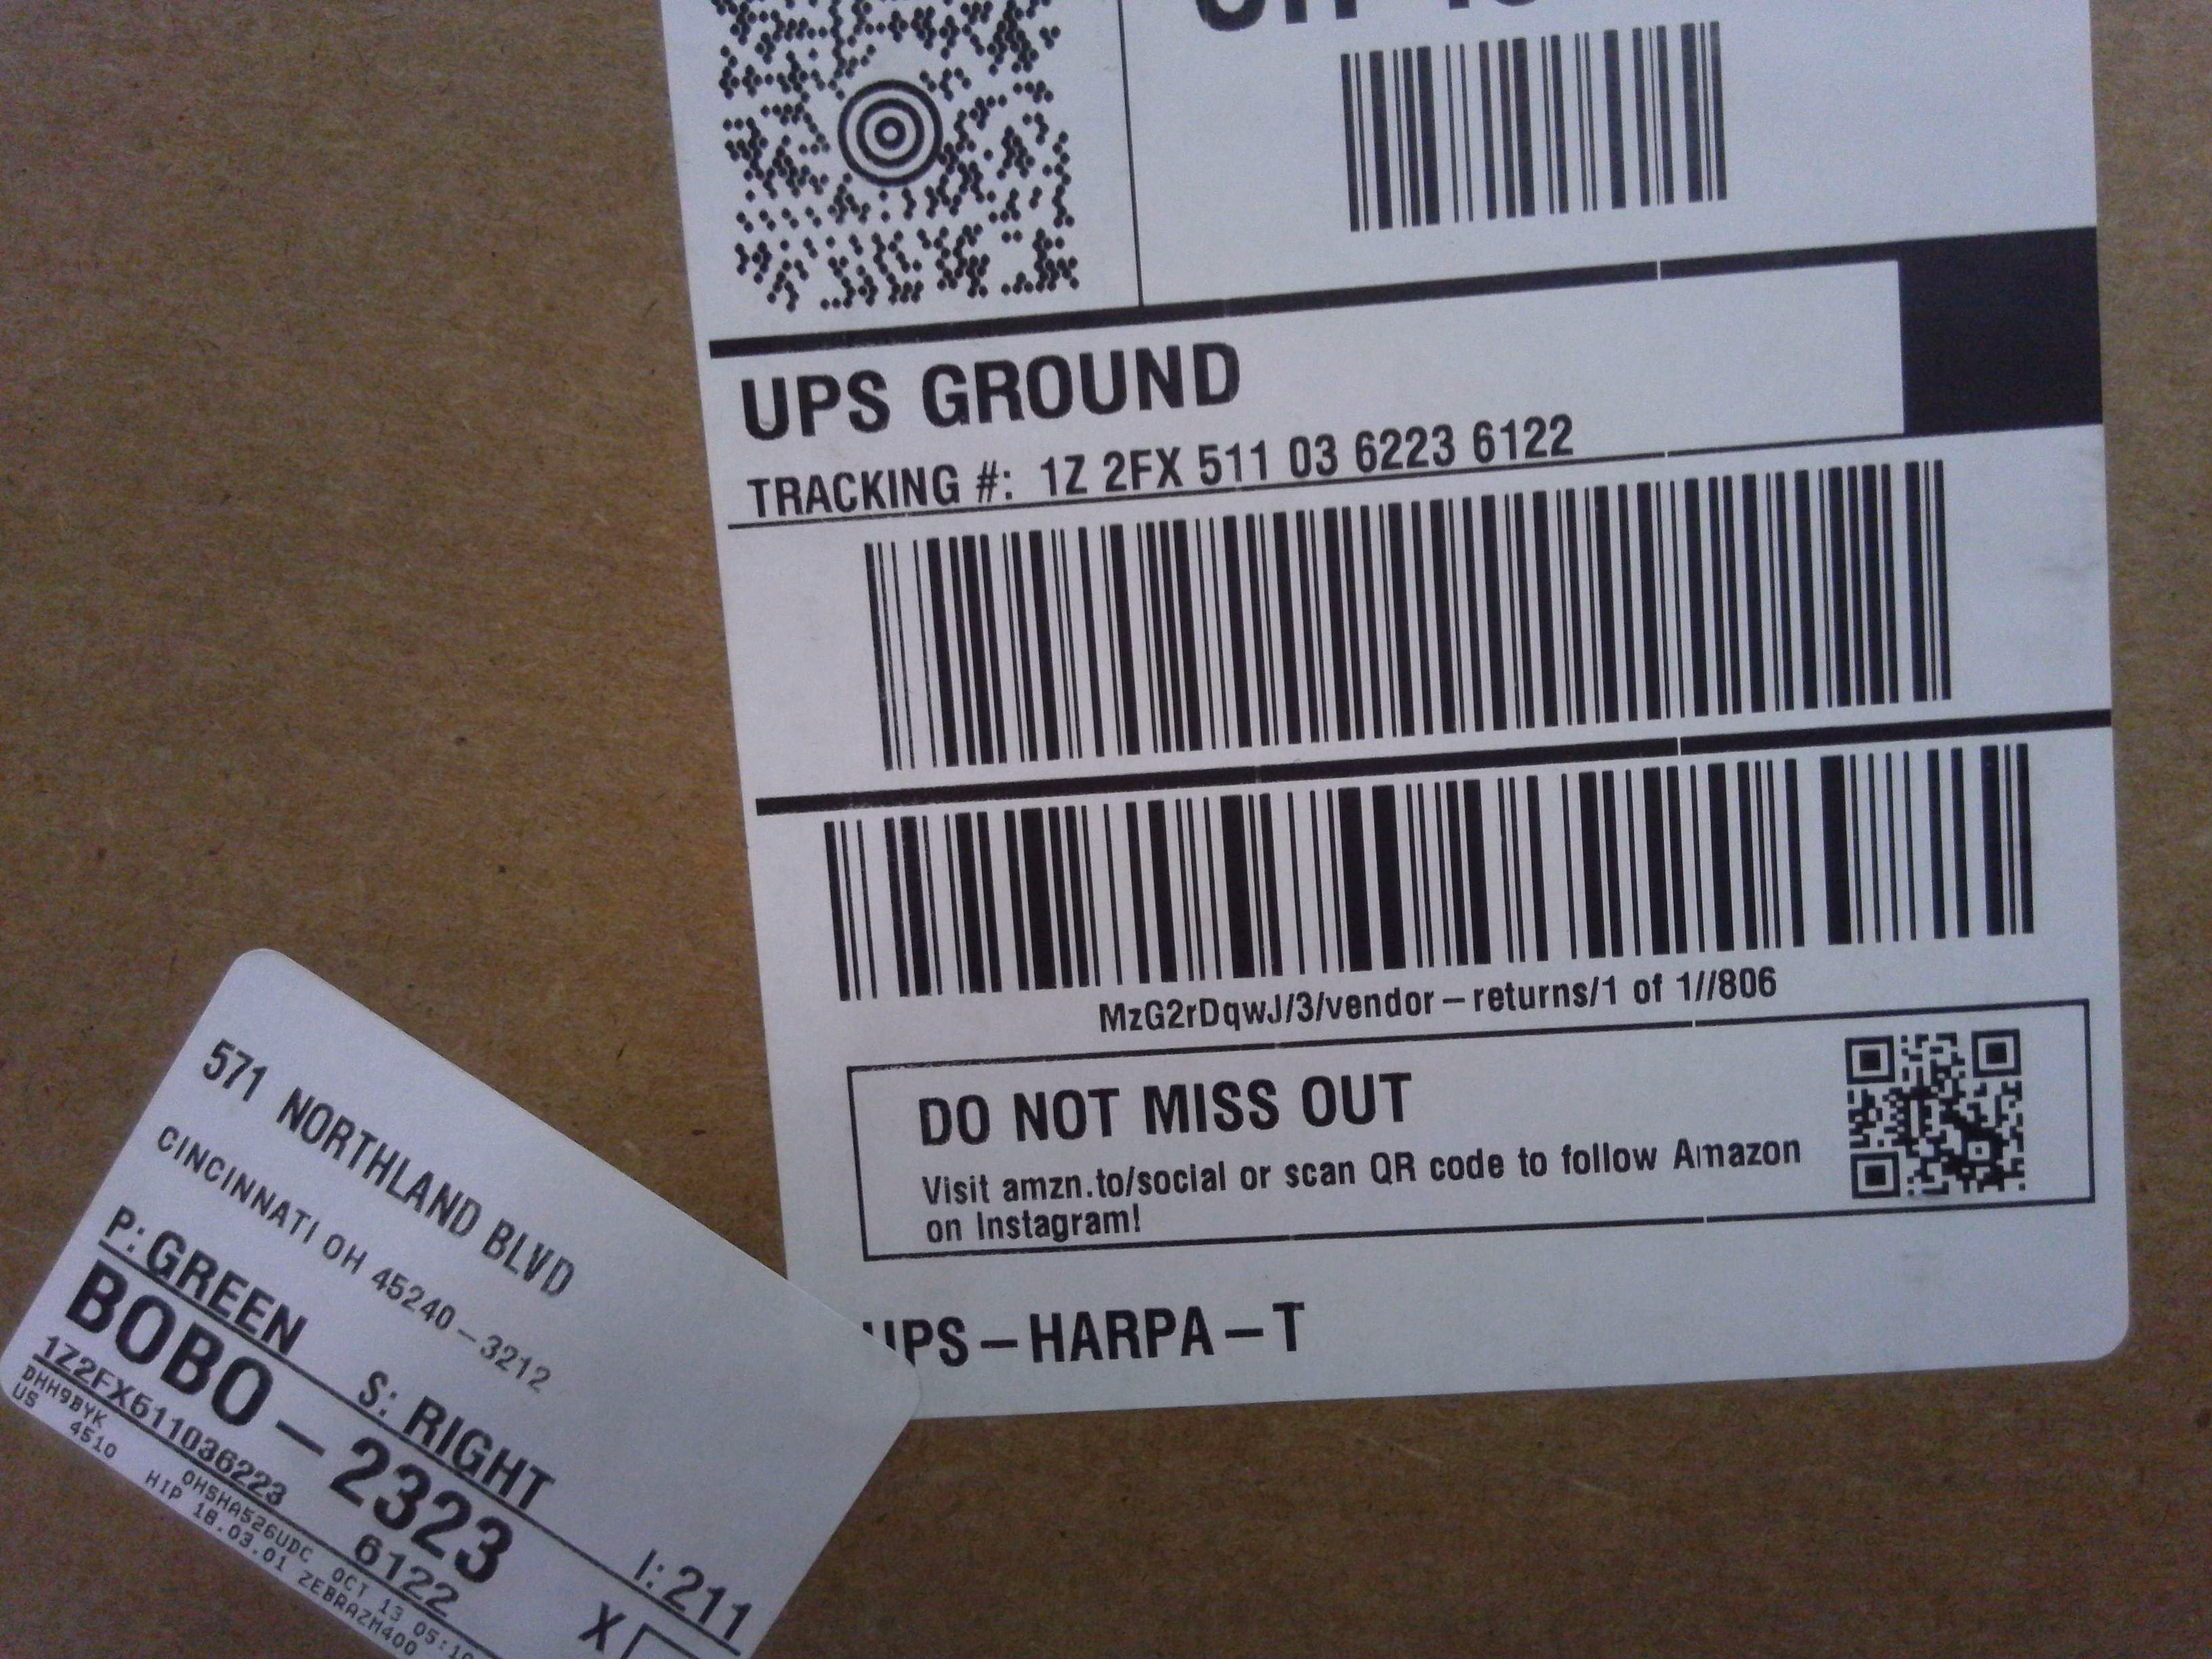 UPS GROUND
TRACKING #: 1Z 2FX 511 03 6223 6122
MzG2rDqwJ/3/vendor-returns/1 of 1//806
DO NOT MISS OUT
Visit amzn.to/social or scan QR code to follow Amazon
on Instagram!
UPS-HARPA-T
571 NORTHLAND BLVD
CINCINNATI OH 45240-3212
P: GREEN S: RIGHT I: 211
BOBO-2323 X
1Z2FX5110362236122
DHH9BYK OHSHA526UDC OCT 13 05:
US 4510 HIP 18.03.01 ZEBRAZM400